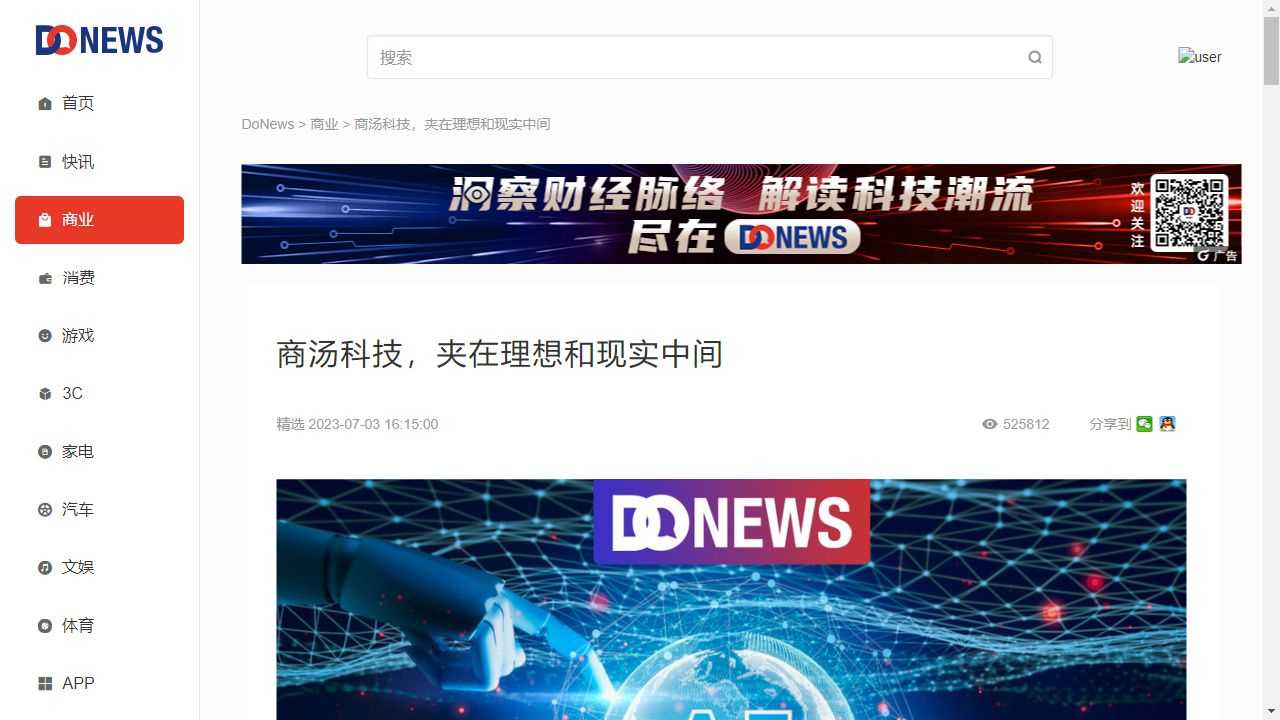 DONEWS
首页
快讯
商业
消费
游戏
3C
家电
汽车
文娱
体育
APP
搜索
user
DoNews > 商业 > 商汤科技，夹在理想和现实中间
洞察财经脉络 解读科技潮流
尽在 DONEWS
欢迎关注
广告
商汤科技，夹在理想和现实中间
精选 2023-07-03 16:15:00
525812
分享到
DONEWS